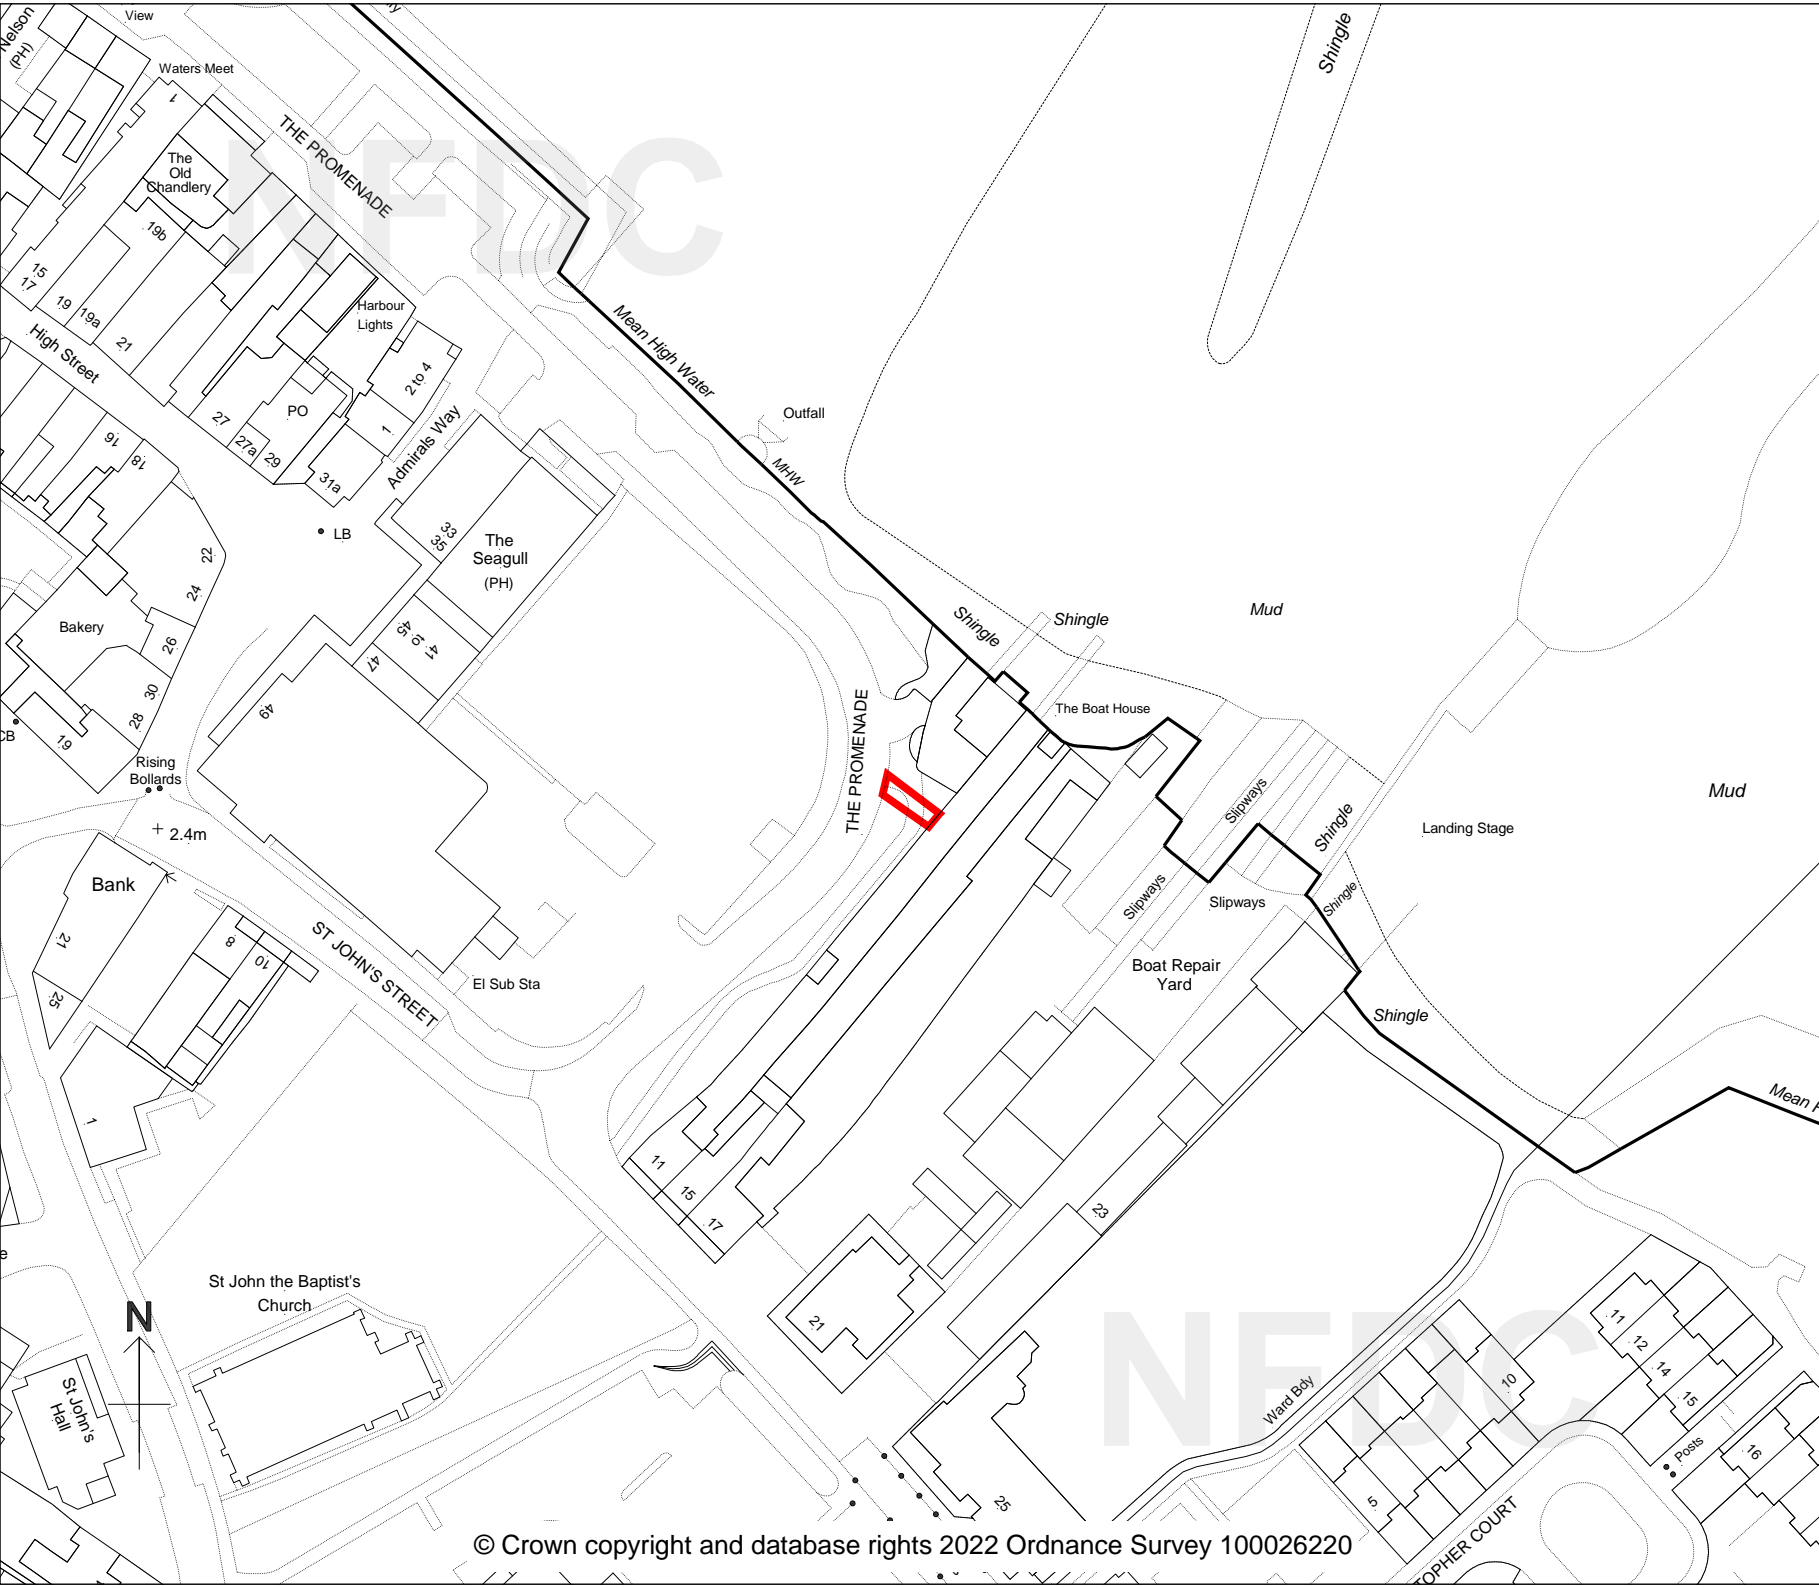 Nelson
(PH)
View
Waters Meet
1
THE PROMENADE
NFDC
The
Old
Chandlery
19b
15
17
19
19a
21
High Street
Harbour
Lights
2 to 4
PO
1
27
27a
29
31a
Admirals Way
16
18
LB
33
35
The
Seagull
(PH)
22
24
26
Bakery
30
28
19
CB
45
to
41
47
49
Rising
Bollards
2.4m
Bank
21
25
8
10
1
ST JOHN'S STREET
El Sub Sta
Mean High Water
MHW
Outfall
Shingle
Shingle
Shingle
Mud
THE PROMENADE
The Boat House
Slipways
Slipways
Slipways
Shingle
Shingle
Landing Stage
Mud
Boat Repair
Yard
Shingle
Mean
11
15
17
21
23
St John the Baptist's
Church
N
St John's
Hall
25
Ward Bdy
NFDC
5
10
11
12
14
15
16
Posts
TOPHER COURT
© Crown copyright and database rights 2022 Ordnance Survey 100026220